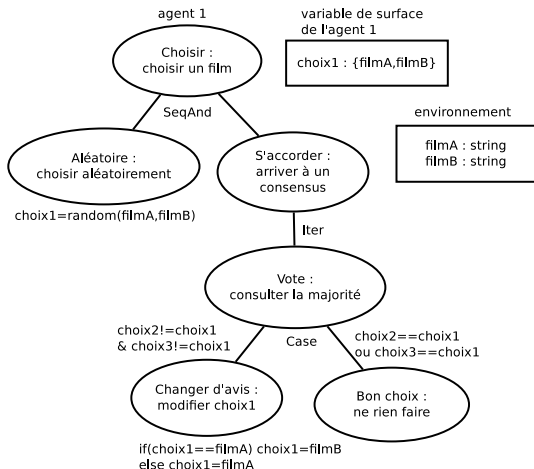 agent 1
variable de surface
de l'agent 1
Choisir :
choisir un film
choix1 : {filmA,filmB}
SeqAnd
environnement
Aléatoire :
choisir aléatoirement
S'accorder :
arriver à un
consensus
filmA : string
filmB : string
choix1=random(filmA,filmB)
Iter
Vote :
consulter la majorité
choix2!=choix1
& choix3!=choix1
Case
choix2==choix1
ou choix3==choix1
Changer d'avis :
modifier choix1
Bon choix :
ne rien faire
if(choix1==filmA) choix1=filmB
else choix1=filmA